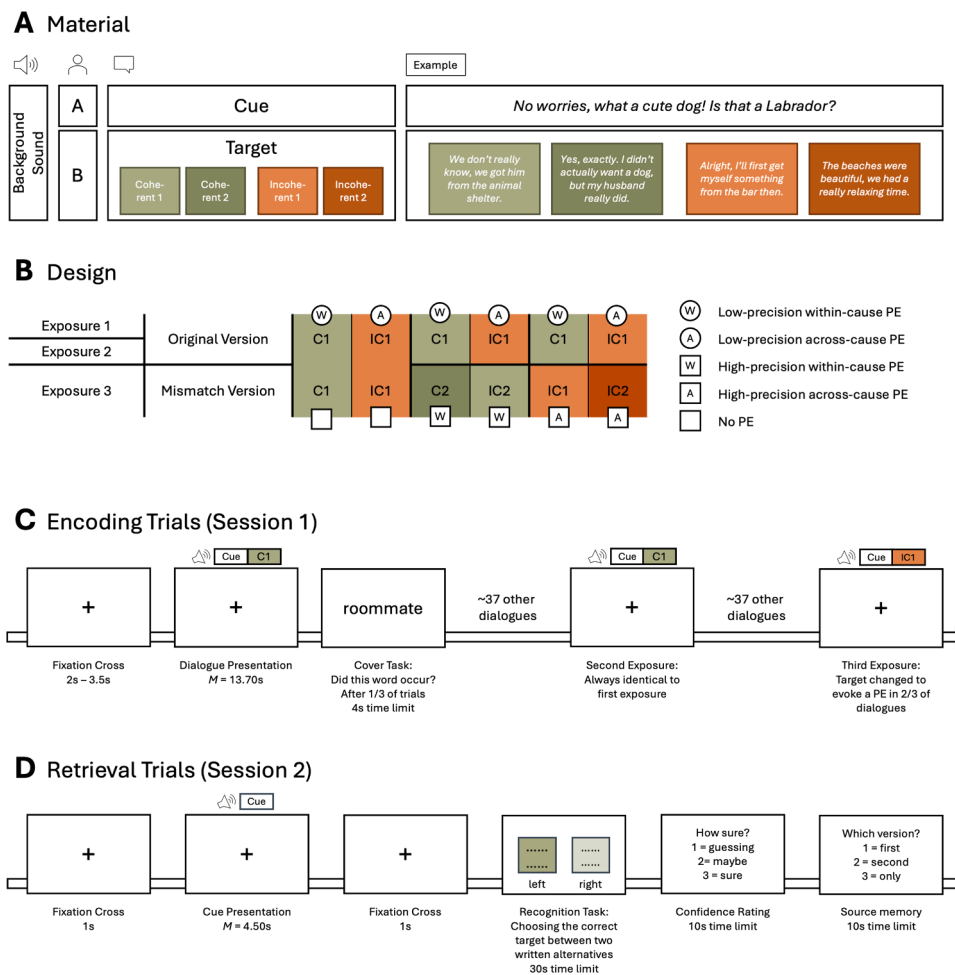 A Material
Example
Background
Sound
A
Cue
No worries, what a cute dog! Is that a Labrador?
B
Target
Cohe-
rent 1
Cohe-
rent 2
Incohe-
rent 1
Incohe-
rent 2
We don't really
know, we got him
from the animal
shelter.
Yes, exactly. I didn't
actually want a dog,
but my husband
really did.
Alright, I'll first get
myself something
from the bar then.
The beaches were
beautiful, we had a
really relaxing time.
B Design
Exposure 1
Exposure 2
Exposure 3
Original Version
Mismatch Version
W A W A W A
C1 IC1 C1 IC1 C1 IC1
C1 IC1 C2 IC2 IC1 IC2
W W A A
W Low-precision within-cause PE
A Low-precision across-cause PE
W High-precision within-cause PE
A High-precision across-cause PE
No PE
C Encoding Trials (Session 1)
Cue C1
Cue C1
Cue IC1
+
+
roommate
~37 other
dialogues
+
~37 other
dialogues
+
Fixation Cross
2s – 3.5s
Dialogue Presentation
M = 13.70s
Cover Task:
Did this word occur?
After 1/3 of trials
4s time limit
Second Exposure:
Always identical to
first exposure
Third Exposure:
Target changed to
evoke a PE in 2/3 of
dialogues
D Retrieval Trials (Session 2)
Cue
+
+
+
......
......
left
......
......
right
How sure?
1 = guessing
2= maybe
3 = sure
Which version?
1 = first
2 = second
3 = only
Fixation Cross
1s
Cue Presentation
M = 4.50s
Fixation Cross
1s
Recognition Task:
Choosing the correct
target between two
written alternatives
30s time limit
Confidence Rating
10s time limit
Source memory
10s time limit